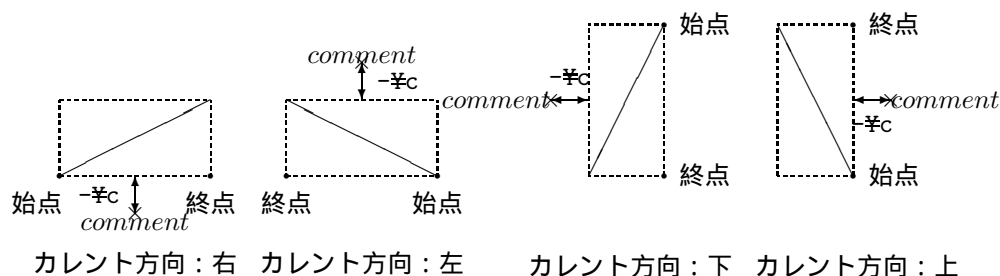 始点
-¥c
comment
終点
カレント方向：右
comment
-¥c
終点
始点
カレント方向：左
始点
-¥c
comment
終点
カレント方向：下
終点
comment
-¥c
始点
カレント方向：上